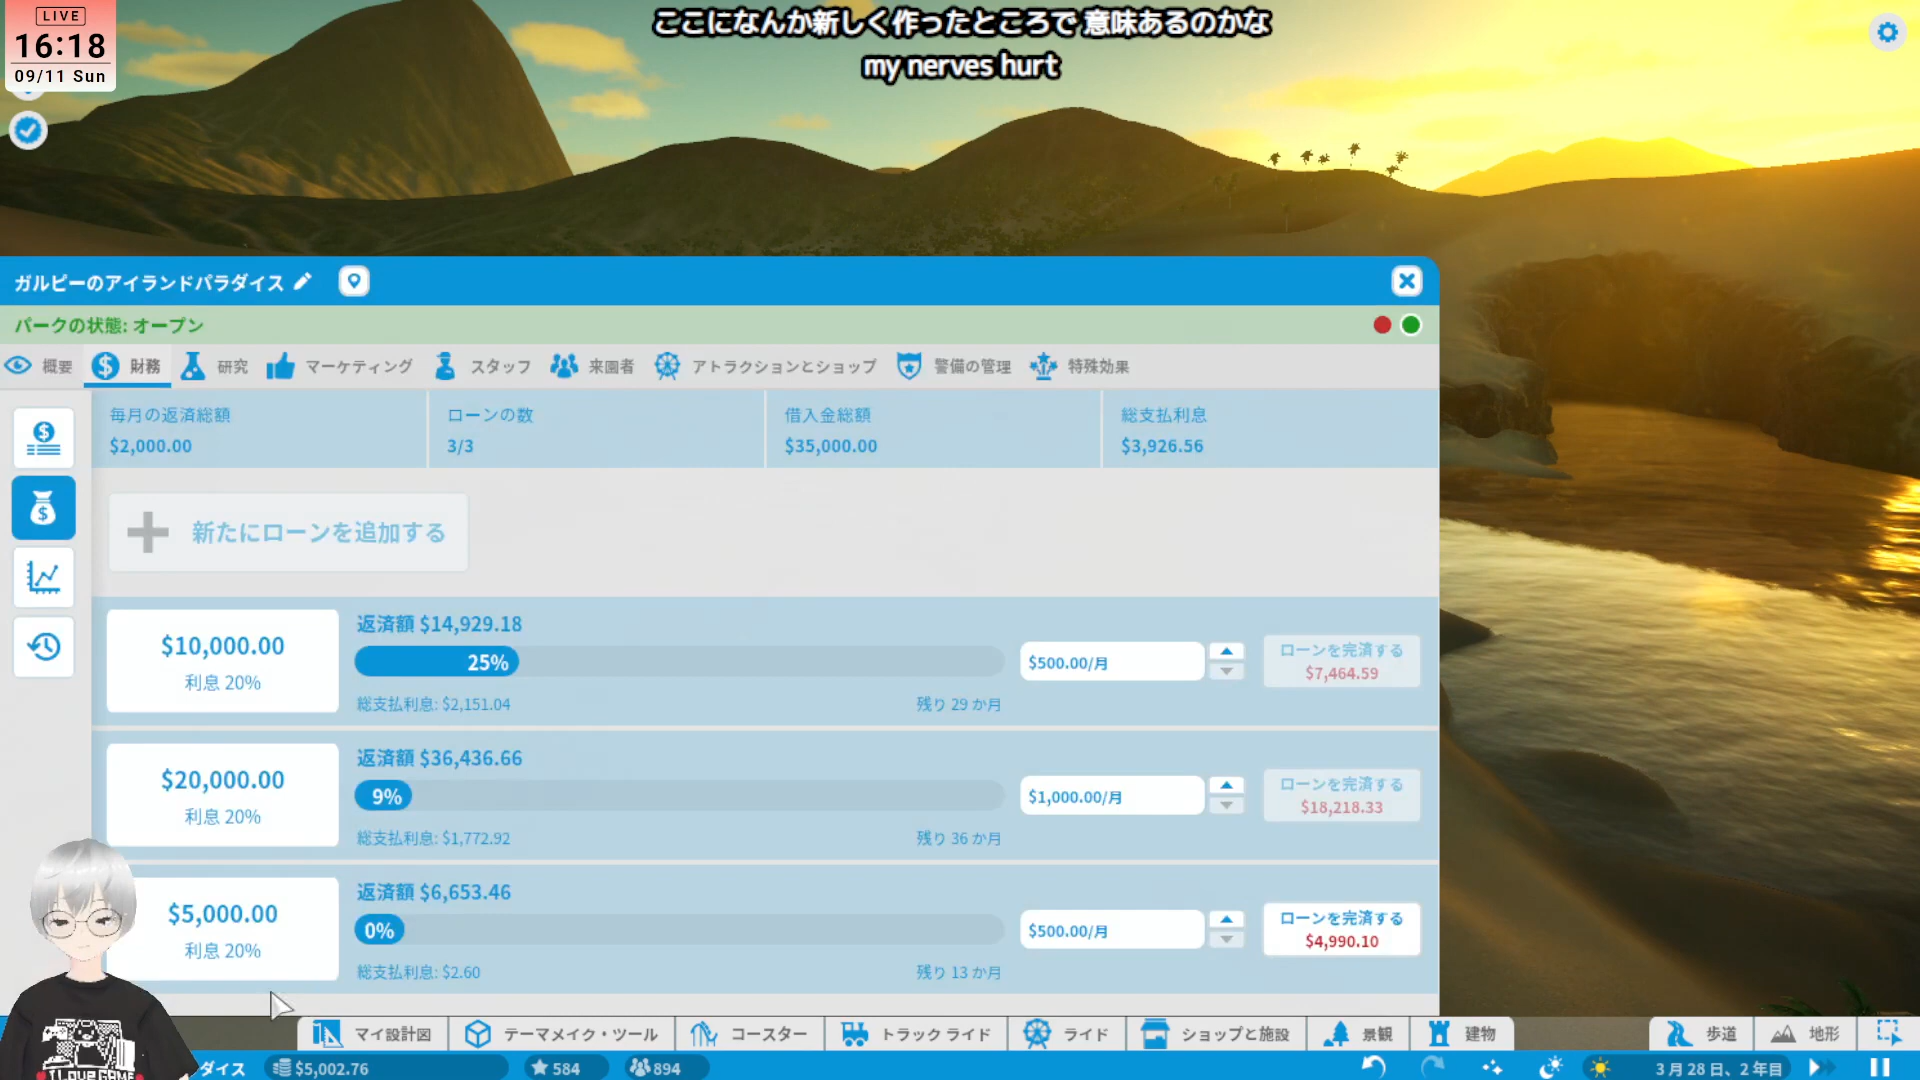 LIVE
16:18
09/11 Sun
ここになんか新しく作ったところで 意味あるのかな
my nerves hurt
ガルピーのアイランドパラダイス
パークの状態: オープン
概要 財務 研究 マーケティング スタッフ 来園者 アトラクションとショップ 警備の管理 特殊効果
毎月の返済総額 ローンの数 借入金総額 総支払利息
$2,000.00 3/3 $35,000.00 $3,926.56
新たにローンを追加する
$10,000.00
利息 20%
返済額 $14,929.18
25%
総支払利息: $2,151.04
残り 29 か月
$500.00/月
ローンを完済する
$7,464.59
$20,000.00
利息 20%
返済額 $36,436.66
9%
総支払利息: $1,772.92
残り 36 か月
$1,000.00/月
ローンを完済する
$18,218.33
$5,000.00
利息 20%
返済額 $6,653.46
0%
総支払利息: $2.60
残り 13 か月
$500.00/月
ローンを完済する
$4,990.10
マイ設計図 テーマメイク・ツール コースター トラック ライド ライド ショップと施設 景観 建物 歩道 地形
ダイス $5,002.76 584 894 3 月 28 日、2 年目
I LOVE GAME